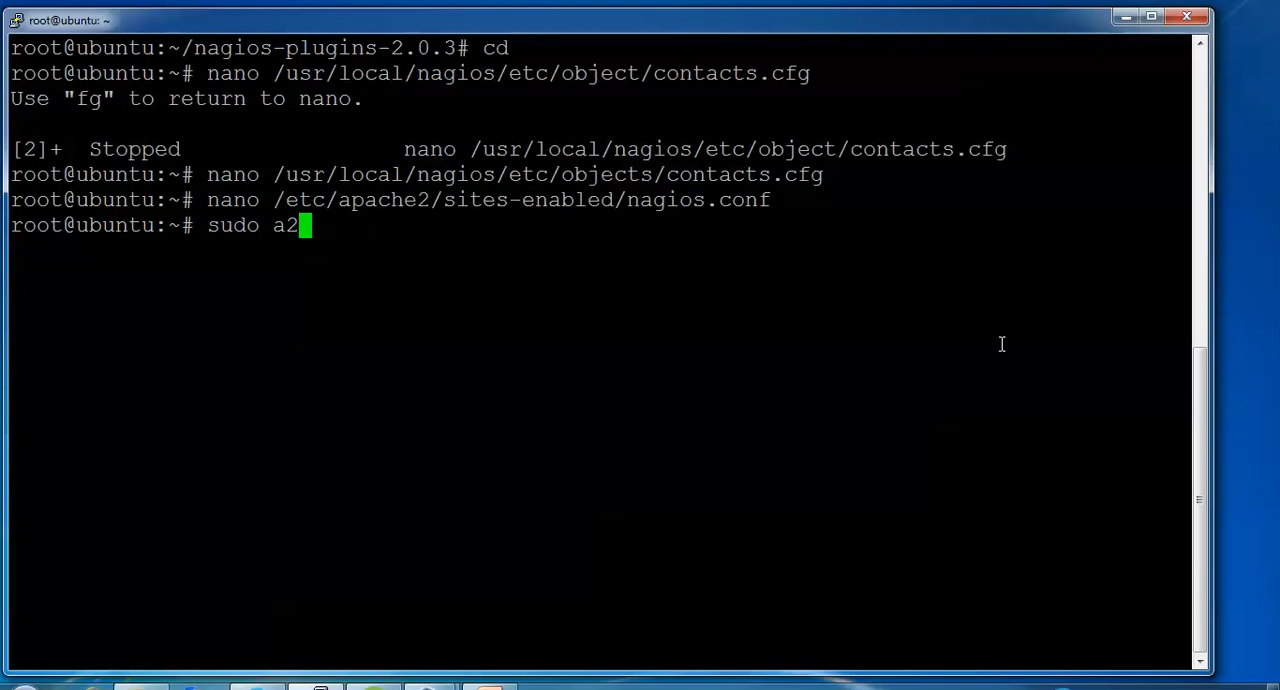 root@ubuntu: ~
root@ubuntu:~/nagios-plugins-2.0.3# cd
root@ubuntu:~# nano /usr/local/nagios/etc/object/contacts.cfg
Use "fg" to return to nano.
[2]+  Stopped                 nano /usr/local/nagios/etc/object/contacts.cfg
root@ubuntu:~# nano /usr/local/nagios/etc/objects/contacts.cfg
root@ubuntu:~# nano /etc/apache2/sites-enabled/nagios.conf
root@ubuntu:~# sudo a2